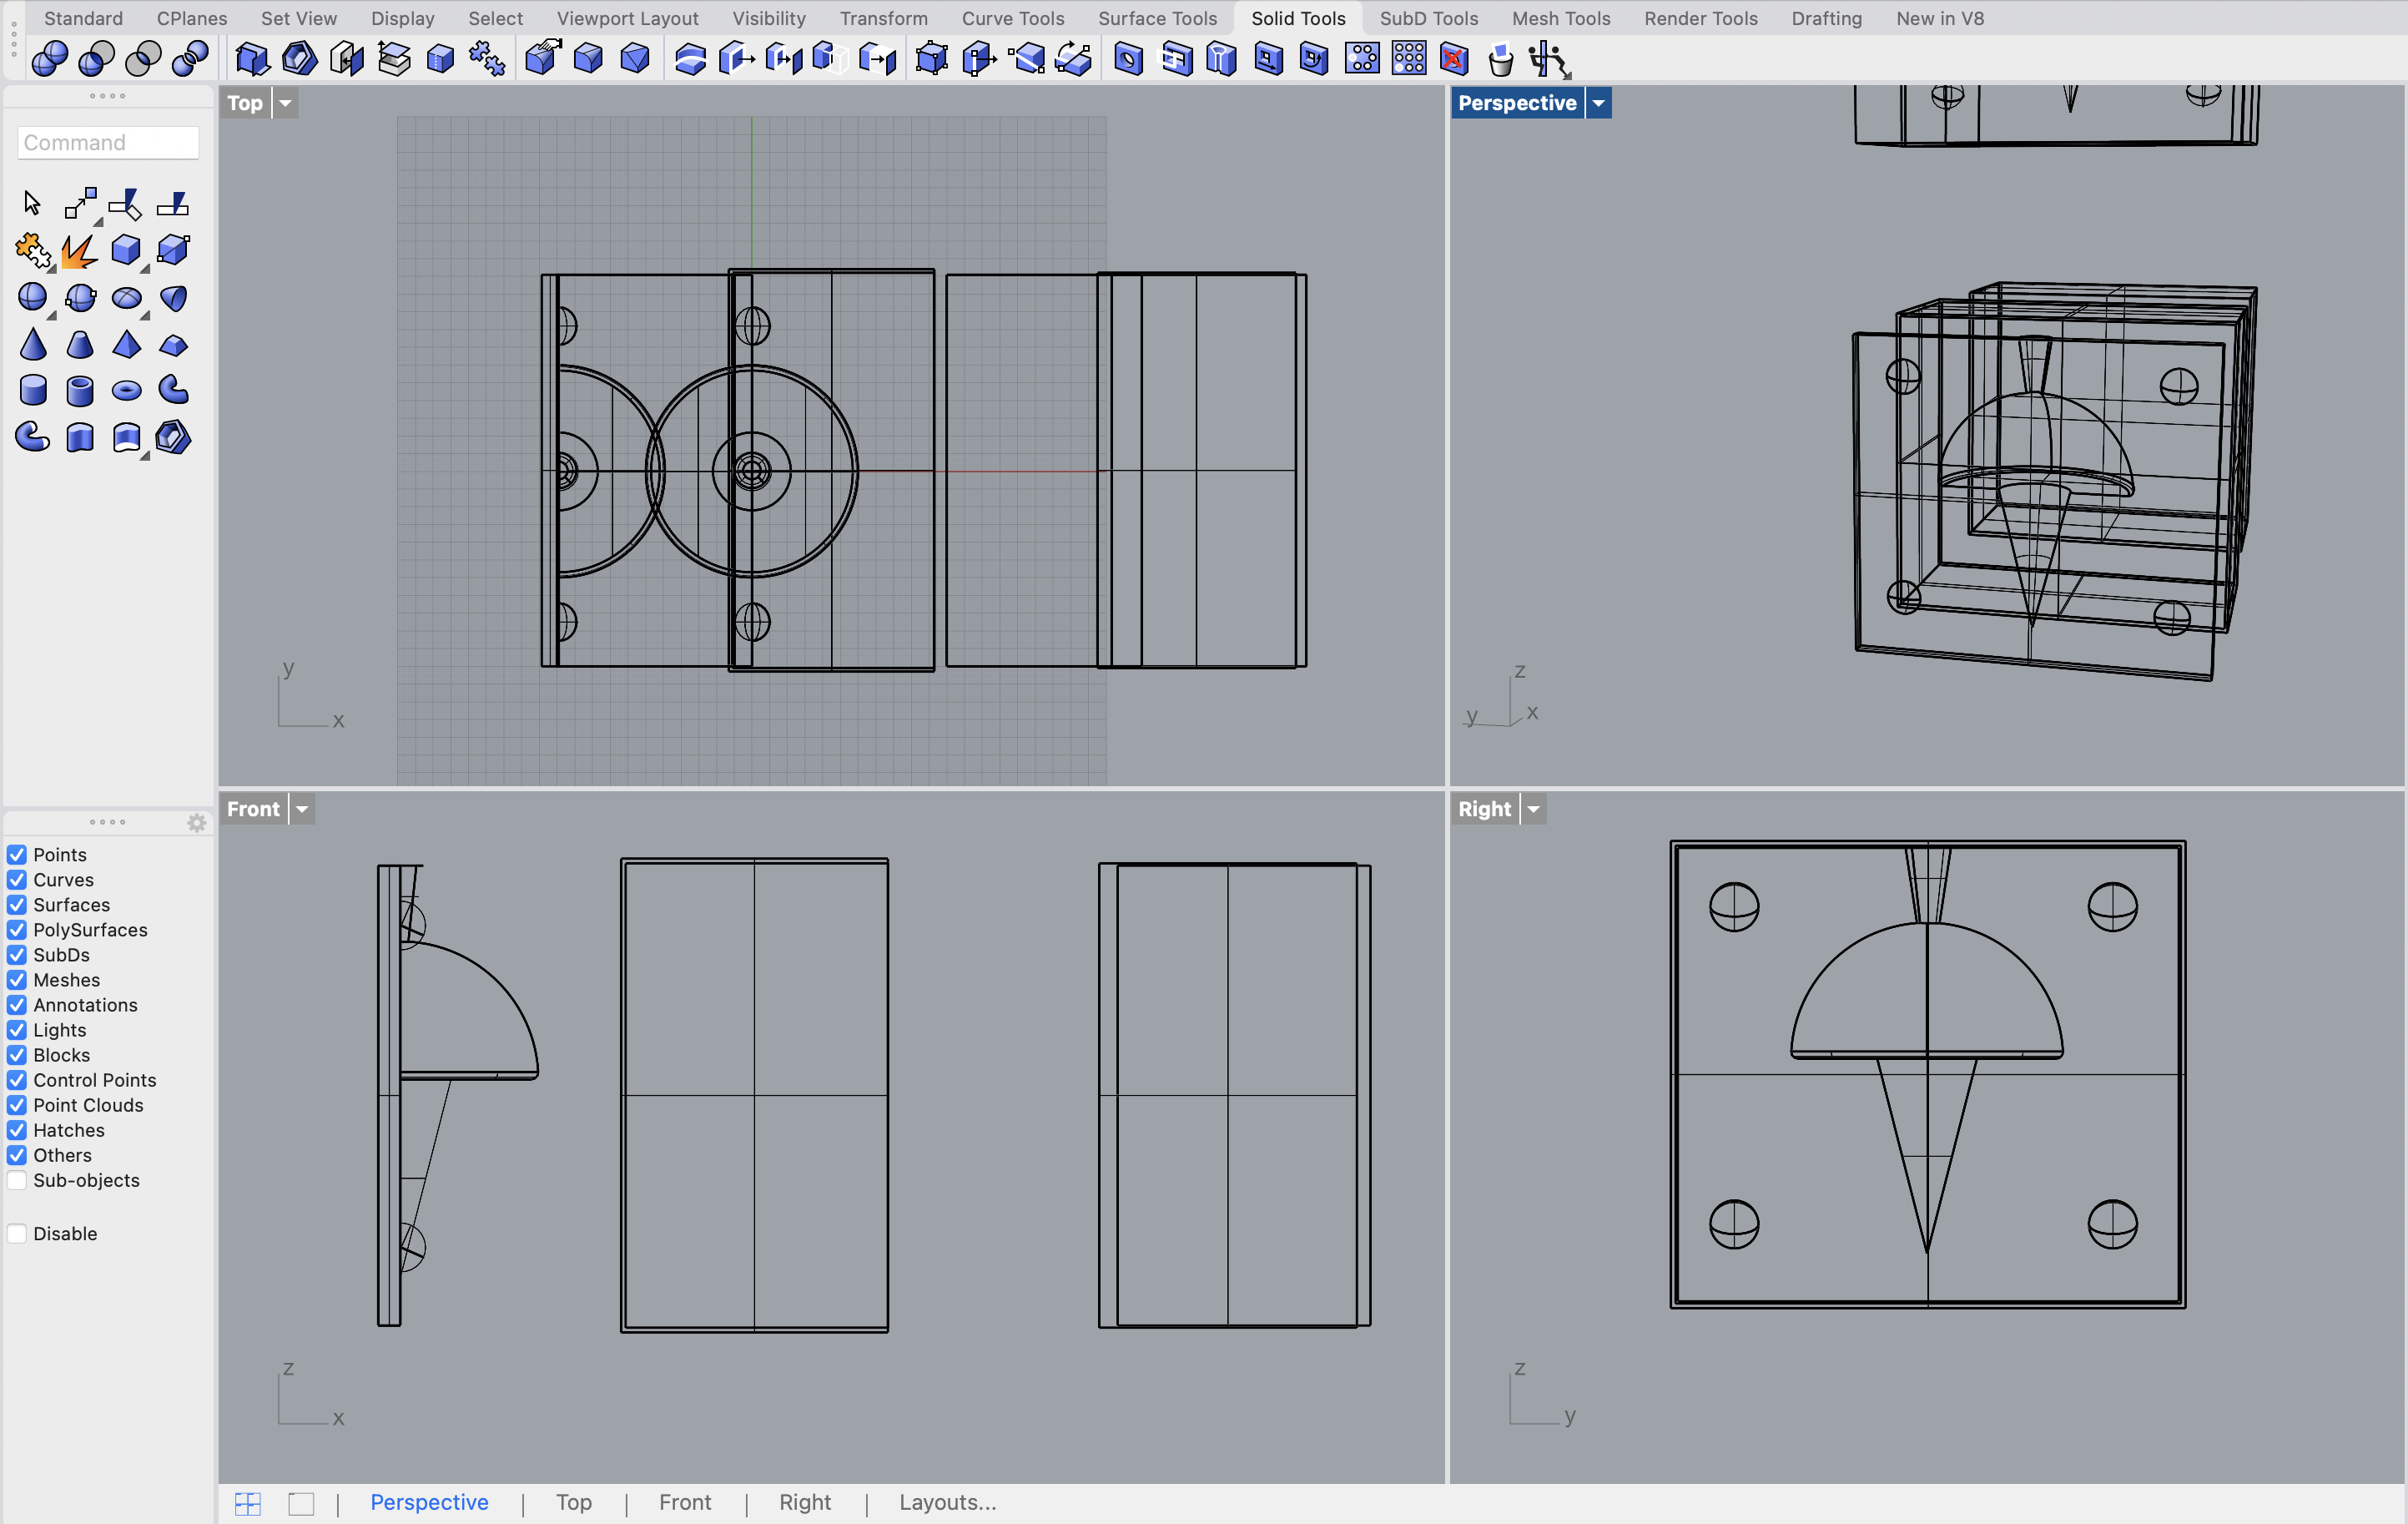 Standard CPlanes Set View Display Select Viewport Layout Visibility Transform Curve Tools Surface Tools Solid Tools SubD Tools Mesh Tools Render Tools Drafting New in V8
Command
Top
y
x
Perspective
z
y
x
Points
Curves
Surfaces
PolySurfaces
SubDs
Meshes
Annotations
Lights
Blocks
Control Points
Point Clouds
Hatches
Others
Sub-objects
Disable
Front
z
x
Right
z
y
Perspective | Top | Front | Right | Layouts...